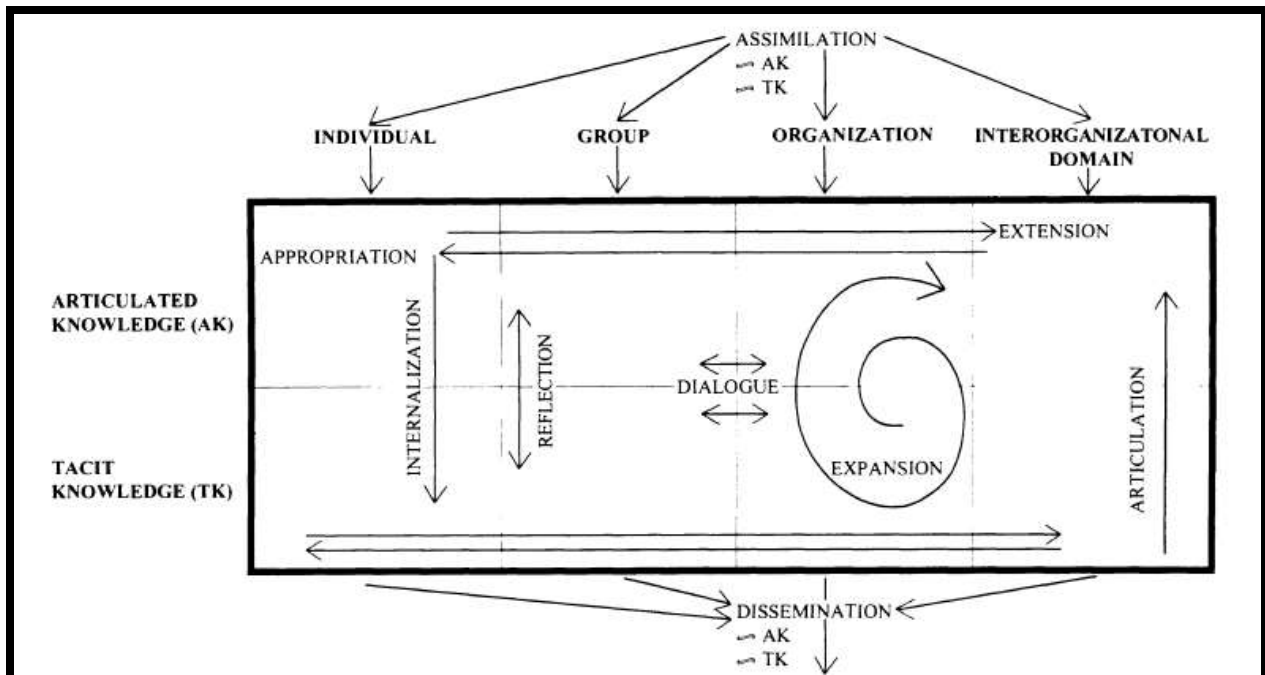 ASSIMILATION
AK
TK
INDIVIDUAL
GROUP
ORGANIZATION
INTERORGANIZATONAL
DOMAIN
EXTENSION
APPROPRIATION
ARTICULATED
KNOWLEDGE (AK)
INTERNALIZATION
REFLECTION
DIALOGUE
ARTICULATION
TACIT
KNOWLEDGE (TK)
EXPANSION
DISSEMINATION
AK
TK